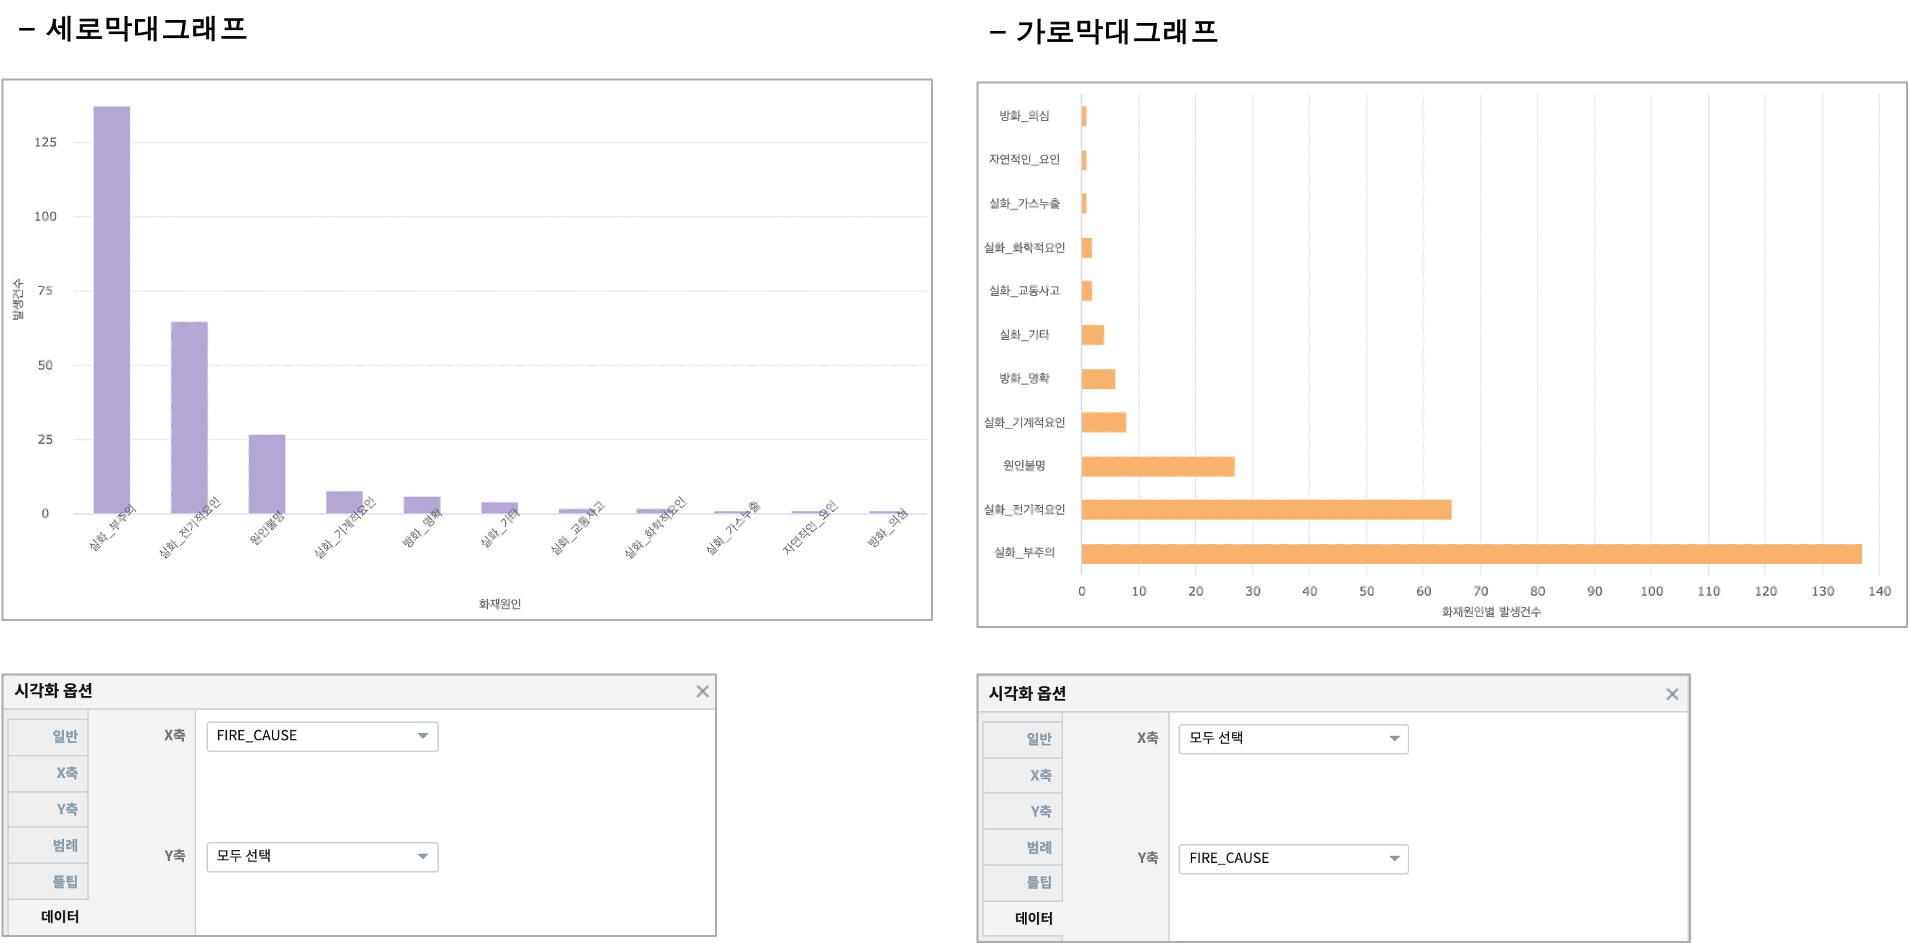 – 세로막대그래프
125
100
75
50
25
0
발생건수
실화_부주의
실화_전기적요인
원인불명
실화_기계적요인
방화_명확
실화_기타
실화_교통사고
실화_화학적요인
실화_가스누출
자연적인_요인
방화_의심
화재원인
– 가로막대그래프
방화_의심
자연적인_요인
실화_가스누출
실화_화학적요인
실화_교통사고
실화_기타
방화_명확
실화_기계적요인
원인불명
실화_전기적요인
실화_부주의
0 10 20 30 40 50 60 70 80 90 100 110 120 130 140
화재원인별 발생건수
시각화 옵션
일반
X축
Y축
범례
툴팁
데이터
X축 FIRE_CAUSE
Y축 모두 선택
시각화 옵션
일반
X축
Y축
범례
툴팁
데이터
X축 모두 선택
Y축 FIRE_CAUSE